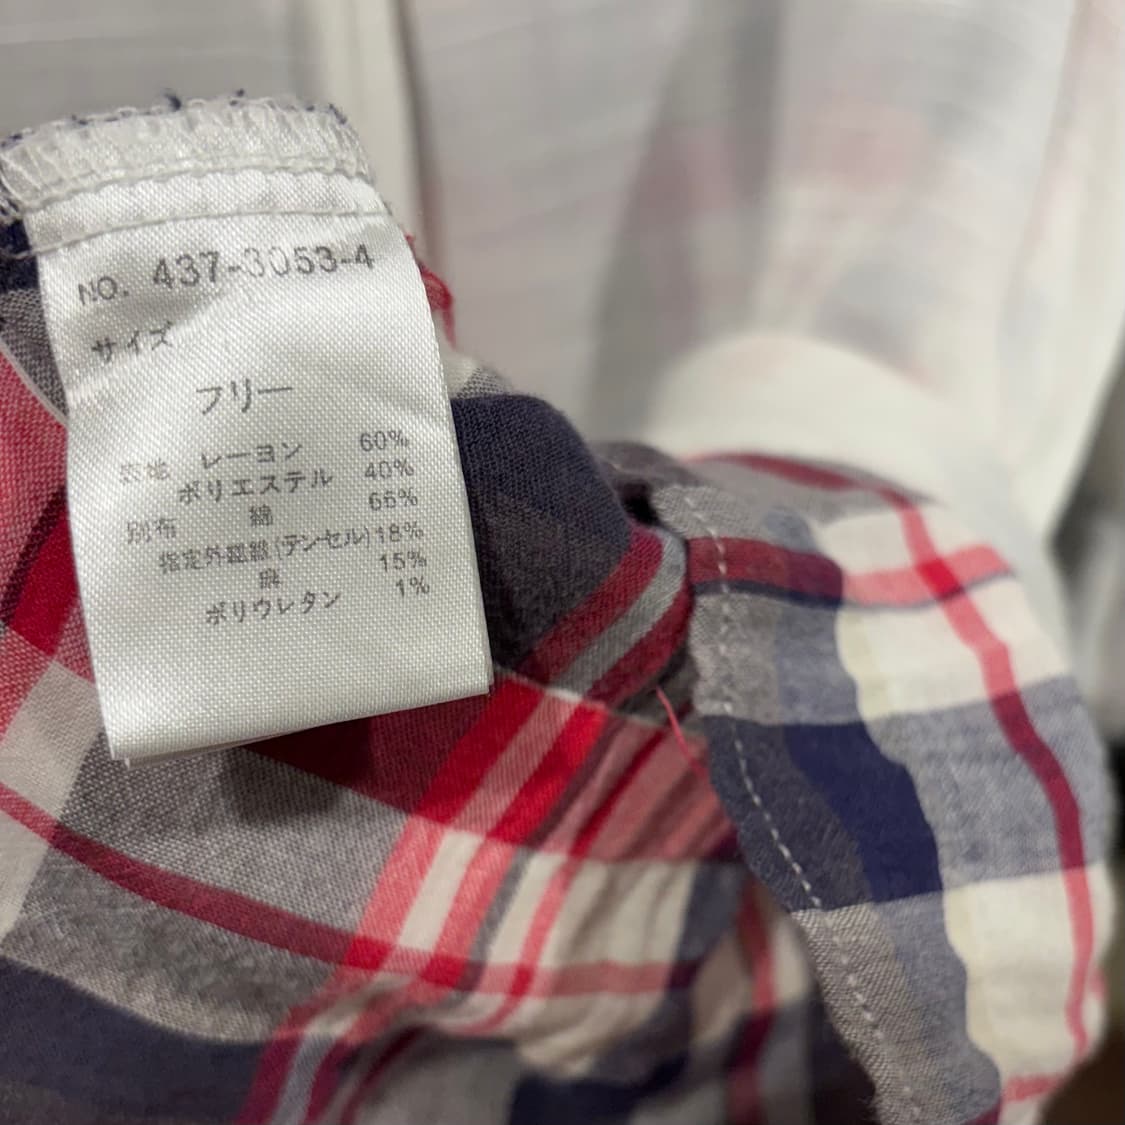 NO. 437-3053-4
サイズ
フリー
表地 レーヨン 60%
ポリエステル 40%
別布 綿 66%
指定外繊維(テンセル)18%
麻 15%
ポリウレタン 1%